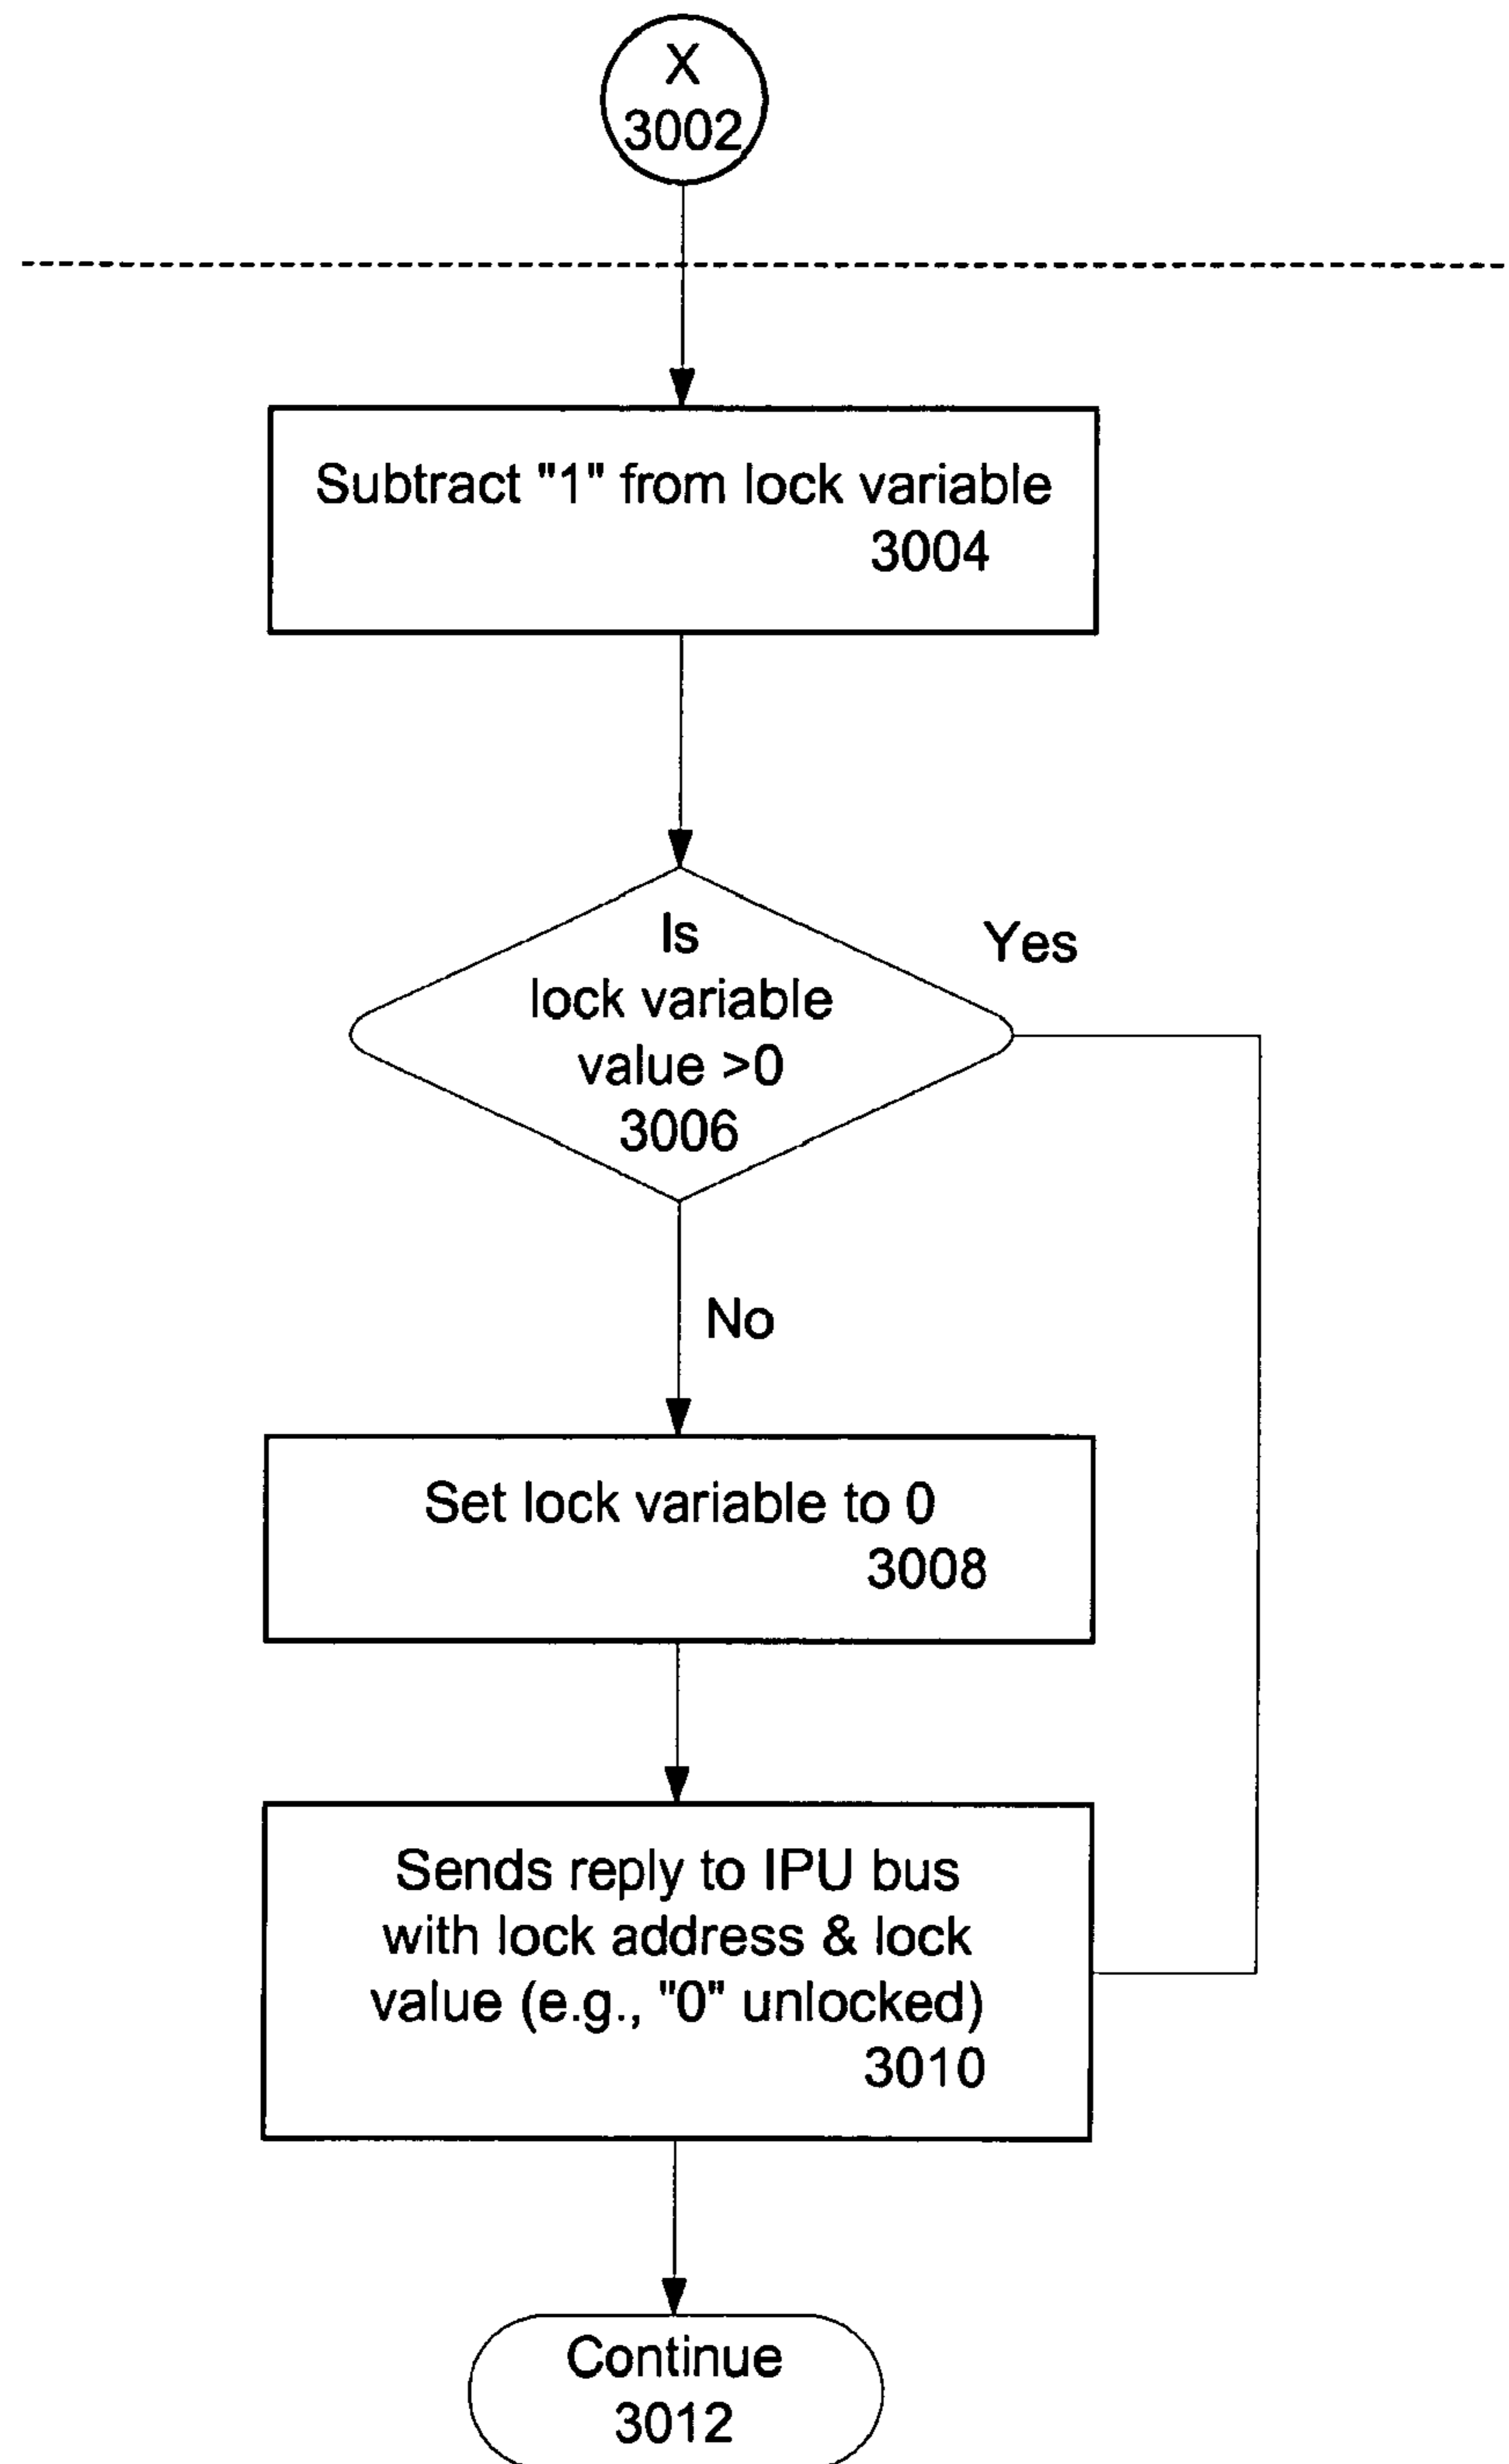 X
3002
Subtract "1" from lock variable
3004
Is
lock variable
value >0
3006
Yes
No
Set lock variable to 0
3008
Sends reply to IPU bus
with lock address & lock
value (e.g., "0" unlocked)
3010
Continue
3012